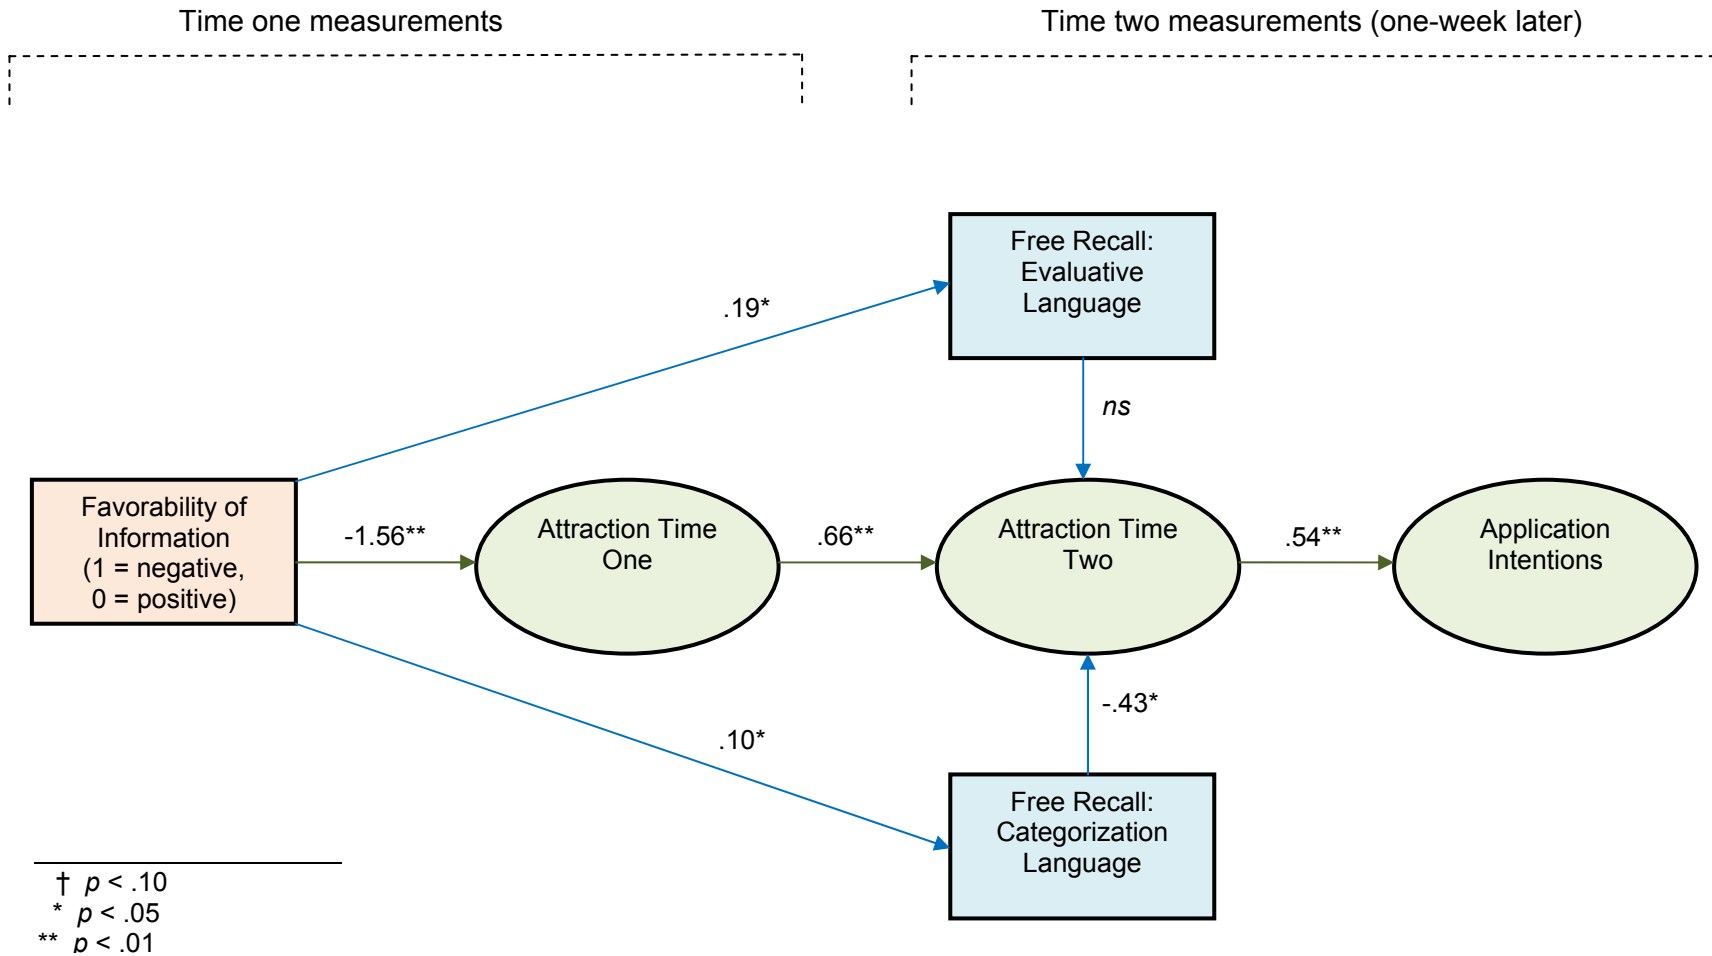 Time one measurements
Time two measurements (one-week later)
Free Recall:
Evaluative
Language
.19*
ns
Favorability of
Information
(1 = negative,
0 = positive)
-1.56**
Attraction Time
One
.66**
Attraction Time
Two
.54**
Application
Intentions
-.43*
.10*
Free Recall:
Categorization
Language
† p < .10
* p < .05
** p < .01